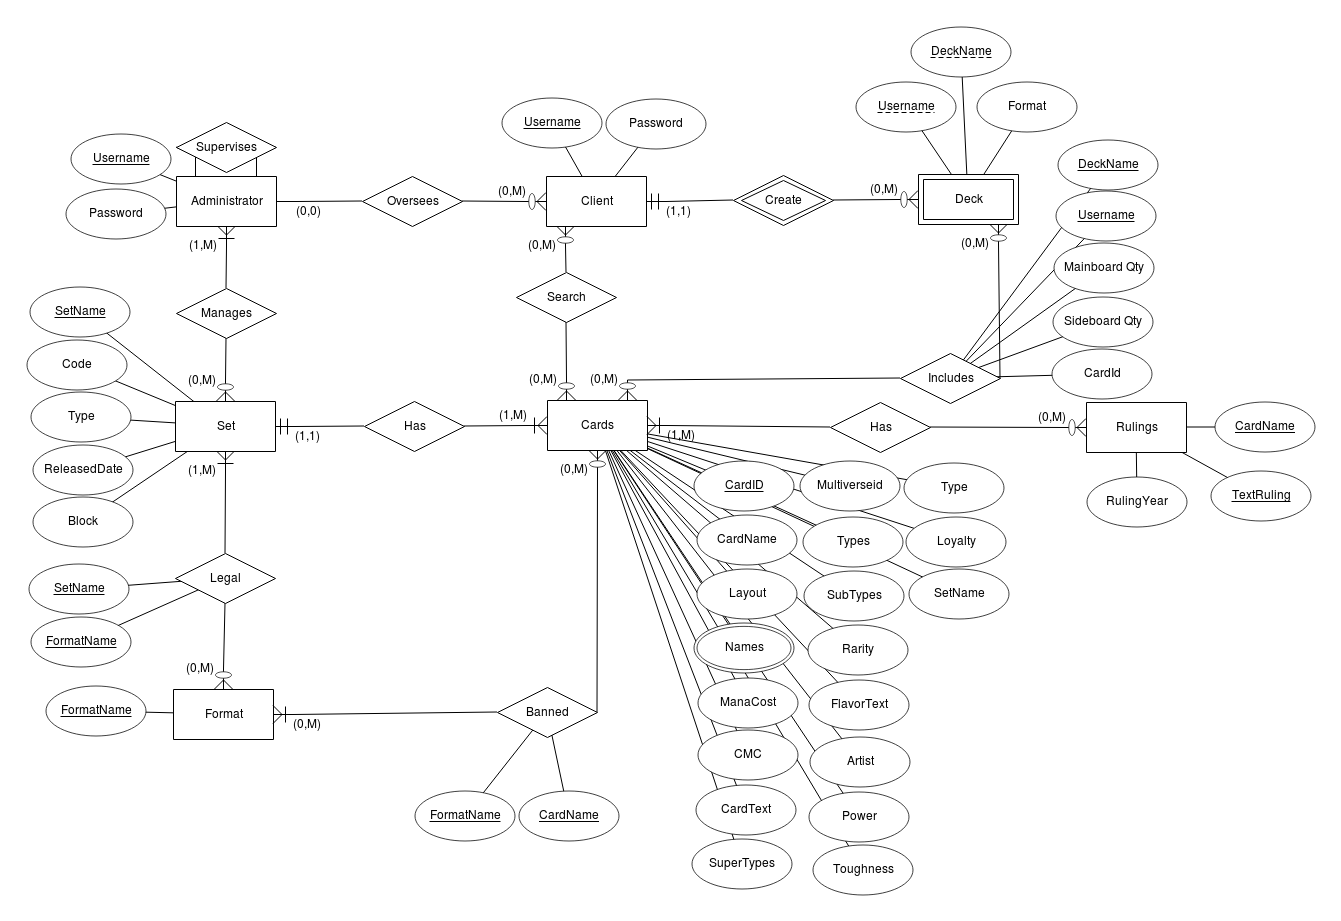 DeckName
Username
Format
Username
Password
Supervises
Username
DeckName
Administrator
Oversees
(0,M)
Client
Create
(0,M)
Deck
Password
(0,0)
(1,1)
Username
(1,M)
(0,M)
(0,M)
Mainboard Qty
Search
SetName
Manages
Sideboard Qty
Code
(0,M)
(0,M)
(0,M)
Includes
CardId
Type
Set
(1,1)
Has
(1,M)
Cards
(1,M)
Has
(0,M)
Rulings
CardName
ReleasedDate
(1,M)
(0,M)
CardID
Multiverseid
Type
RulingYear
TextRuling
Block
CardName
Types
Loyalty
SetName
Legal
Layout
SubTypes
SetName
FormatName
Names
Rarity
(0,M)
FormatName
Format
(0,M)
Banned
ManaCost
FlavorText
CMC
Artist
FormatName
CardName
CardText
Power
SuperTypes
Toughness